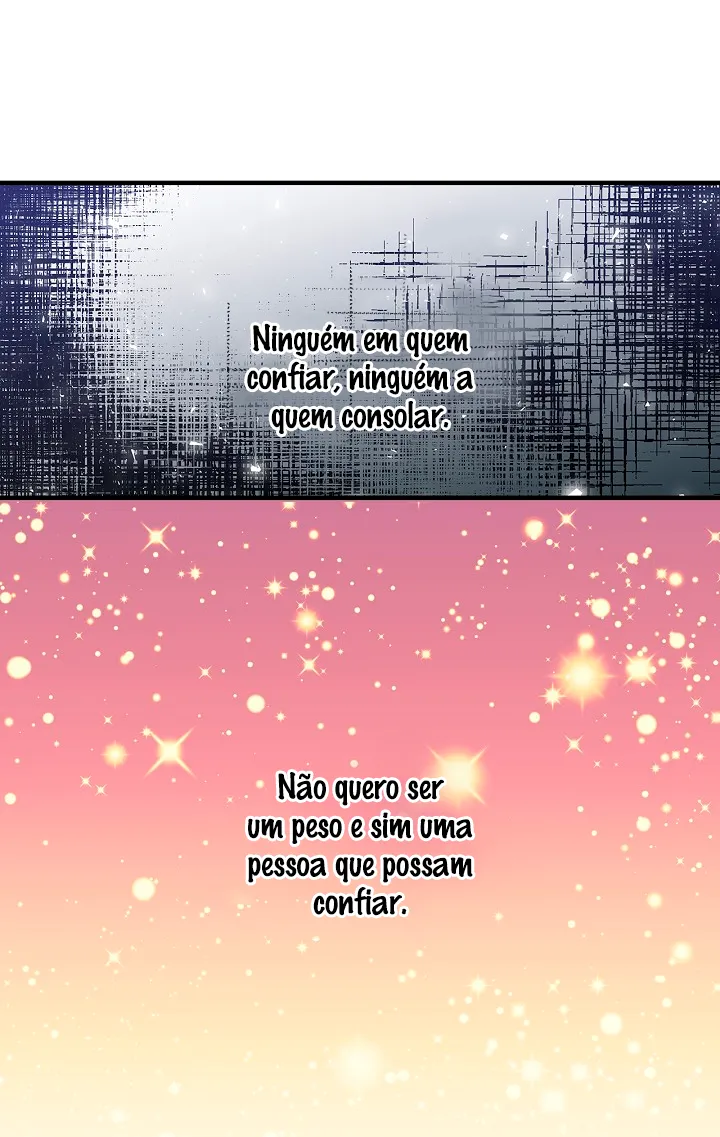 Ninguém em quem
confiar, ninguém a
quem consolar.
Não quero ser
um peso e sim uma
pessoa que possam
confiar.